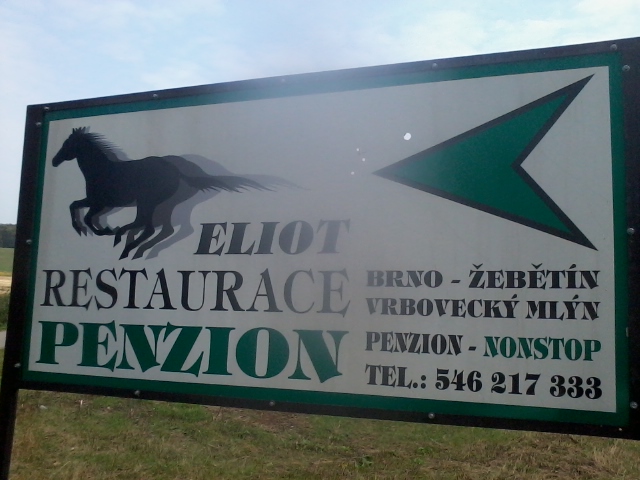 ELIOT
RESTAURACE
PENZION
BRNO - ŽEBĚTÍN
VRBOVECKÝ MLÝN
PENZION - NONSTOP
TEL.: 546 217 333